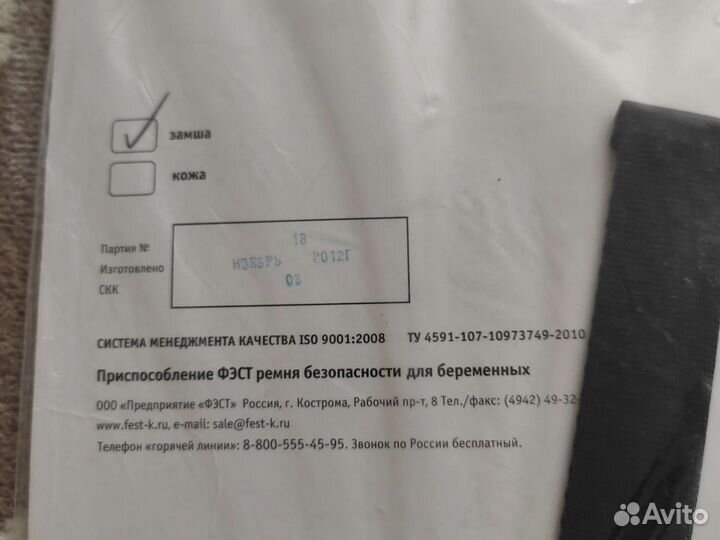 замша
кожа
Партия № 18
Изготовлено НОЯБРЬ 2012Г
СКК 03
СИСТЕМА МЕНЕДЖМЕНТА КАЧЕСТВА ISO 9001:2008 ТУ 4591-107-10973749-2010
Приспособление ФЭСТ ремня безопасности для беременных
ООО «Предприятие «ФЭСТ» Россия, г. Кострома, Рабочий пр-т, 8 Тел./факс: (4942) 49-32-
www.fest-k.ru, e-mail: sale@fest-k.ru
Телефон «горячей линии»: 8-800-555-45-95. Звонок по России бесплатный.
Avito